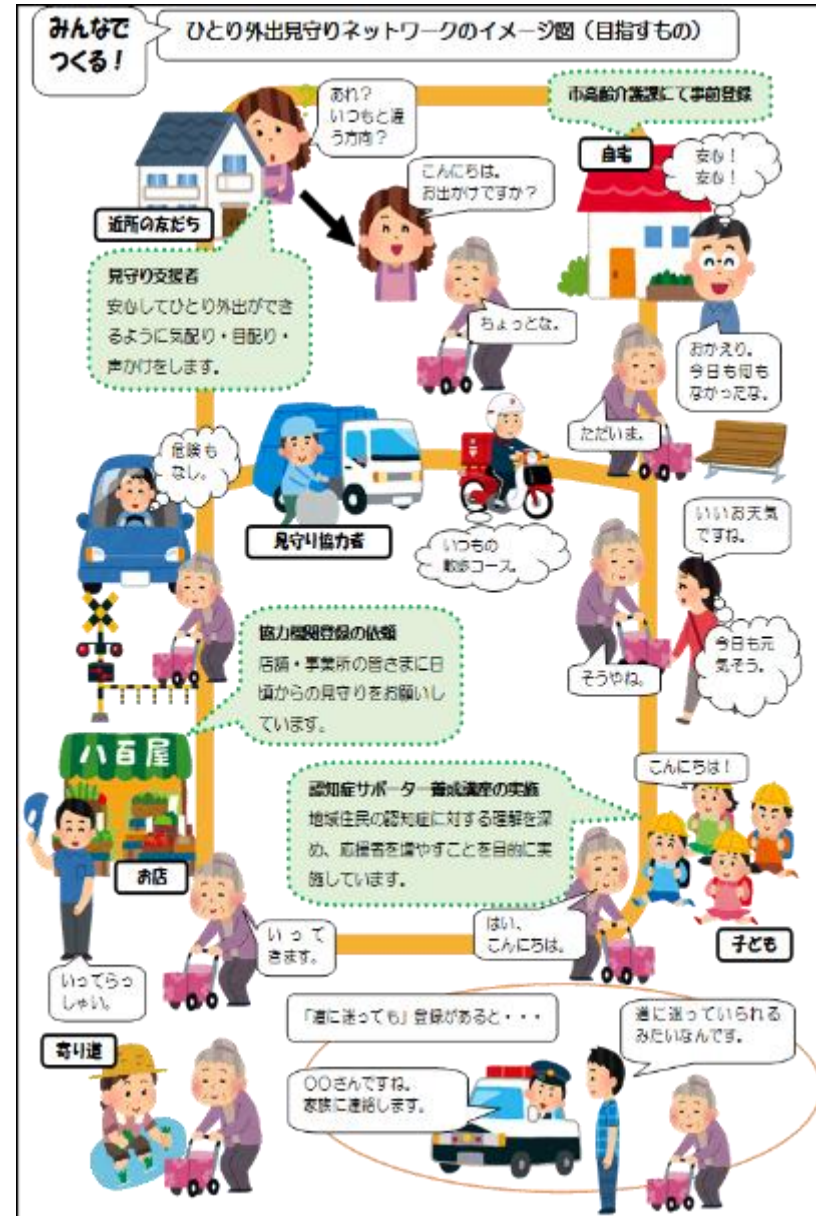 みんなで
つくる！
ひとり外出見守りネットワークのイメージ図（目指すもの）
あれ？
いつもと違
う方向？
市高齢介護課にて事前登録
自宅
安心！
安心！
こんにちは。
お出かけですか？
近所の友だち
見守り支援者
安心してひとり外出ができ
るように気配り・目配り・
声かけをします。
ちょっとな。
おかえり。
今日も何も
なかったな。
ただいま。
危険も
なし。
見守り協力者
いつもの
散歩コース。
いいお天気
ですね。
そうやね。
今日も元
気そう。
協力機関登録の依頼
店舗・事業所の皆さまに日
頃からの見守りをお願いし
ています。
八百屋
お店
いってらっ
しゃい。
いって
きます。
認知症サポーター養成講座の実施
地域住民の認知症に対する理解を深
め、応援者を増やすことを目的に実
施しています。
こんにちは！
はい、
こんにちは。
子ども
寄り道
「道に迷っても」登録があると・・・
道に迷っていられる
みたいなんです。
〇〇さんですね。
家族に連絡します。